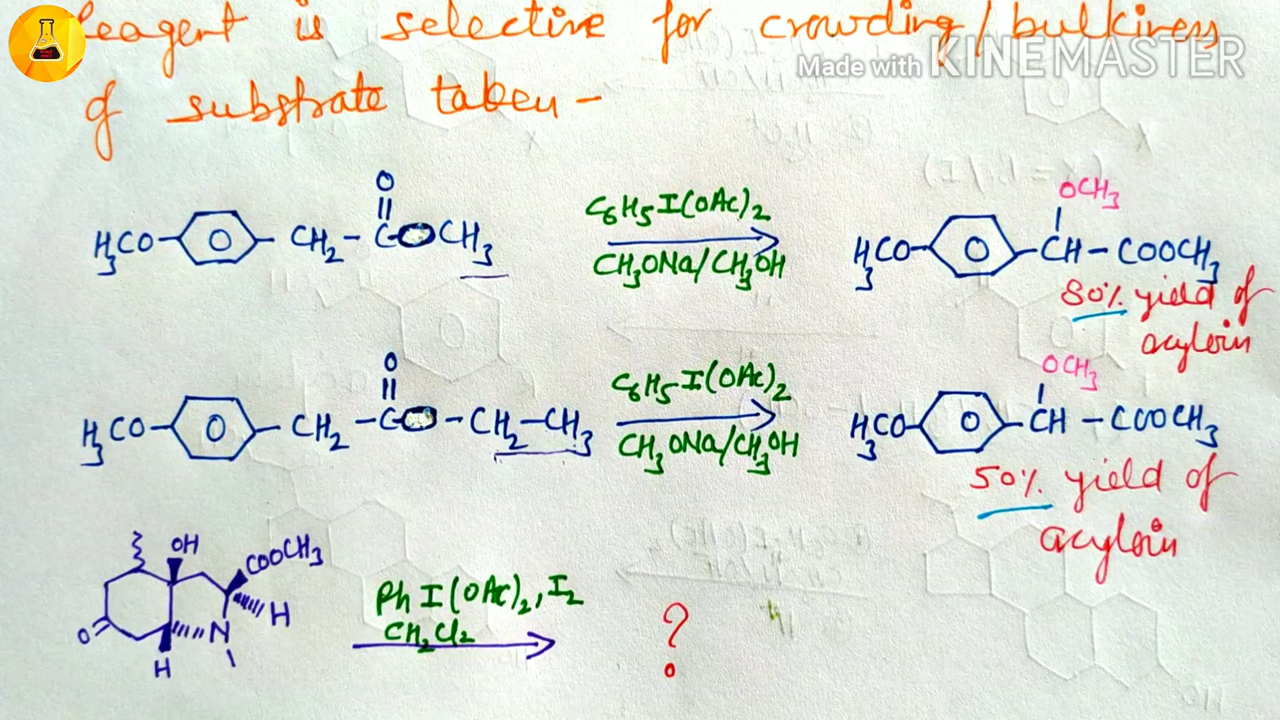 Reagent is selective for crowding/bulkiness
Made with KINEMASTER
of substrate taken -
H3CO- -CH2-C-OCH3
O
C6H5I(OAc)2
CH3ONa/CH3OH
OCH3
H3CO- -CH-COOCH3
80% yield of
acyloin
H3CO- -CH2-CO-CH2-CH3
O
C6H5I(OAc)2
CH3ONa/CH3OH
OCH3
H3CO- -CH-COOCH3
50% yield of
acyloin
OH
COOCH3
H
O
N
H
PhI(OAc)2, I2
CH2Cl2
?